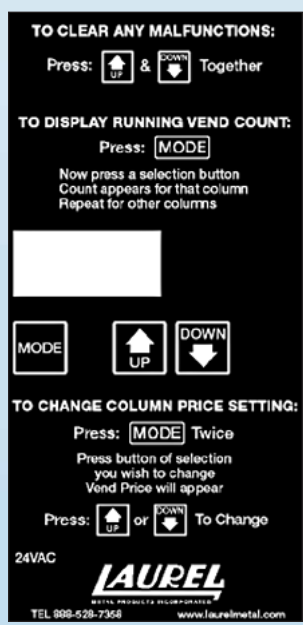 TO CLEAR ANY MALFUNCTIONS:
Press: UP & DOWN Together
TO DISPLAY RUNNING VEND COUNT:
Press: MODE
Now press a selection button
Count appears for that column
Repeat for other columns
MODE UP DOWN
TO CHANGE COLUMN PRICE SETTING:
Press: MODE Twice
Press button of selection
you wish to change
Vend Price will appear
Press: UP or DOWN To Change
24VAC
LAUREL
METAL PRODUCTS INCORPORATED
TEL 888-528-7358 www.laurelmetal.com